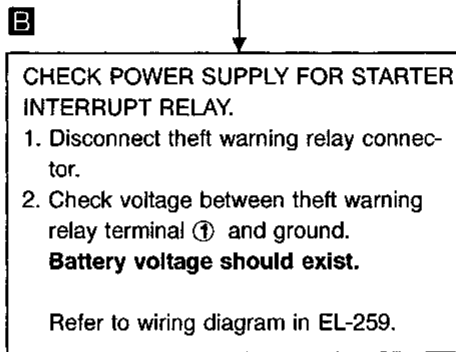 B
CHECK POWER SUPPLY FOR STARTER
INTERRUPT RELAY.
1. Disconnect theft warning relay connec-
tor.
2. Check voltage between theft warning
relay terminal ① and ground.
Battery voltage should exist.
Refer to wiring diagram in EL-259.